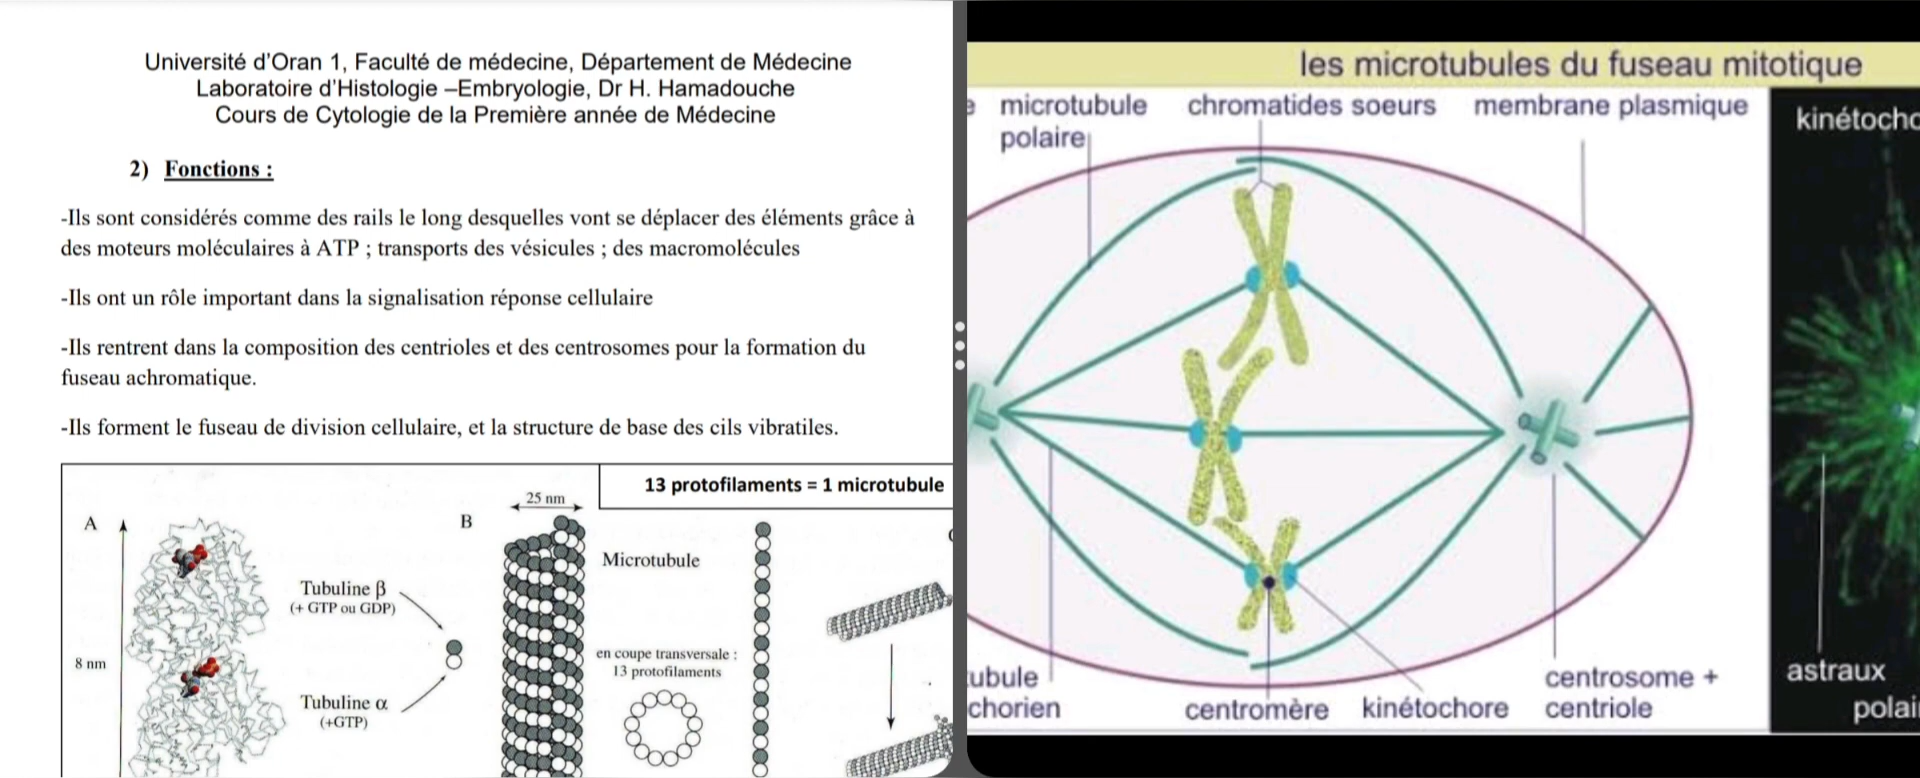 Université d'Oran 1, Faculté de médecine, Département de Médecine
Laboratoire d'Histologie –Embryologie, Dr H. Hamadouche
Cours de Cytologie de la Première année de Médecine
2) Fonctions :
-Ils sont considérés comme des rails le long desquelles vont se déplacer des éléments grâce à
des moteurs moléculaires à ATP ; transports des vésicules ; des macromolécules
-Ils ont un rôle important dans la signalisation réponse cellulaire
-Ils rentrent dans la composition des centrioles et des centrosomes pour la formation du
fuseau achromatique.
-Ils forment le fuseau de division cellulaire, et la structure de base des cils vibratiles.
13 protofilaments = 1 microtubule
A
25 nm
B
Microtubule
Tubuline β
(+ GTP ou GDP)
8 nm
en coupe transversale :
13 protofilaments
Tubuline α
(+GTP)
les microtubules du fuseau mitotique
microtubule
polaire
chromatides soeurs
membrane plasmique
kinétocho
tubule
chorien
centromère
kinétochore
centrosome +
centriole
astraux
polai